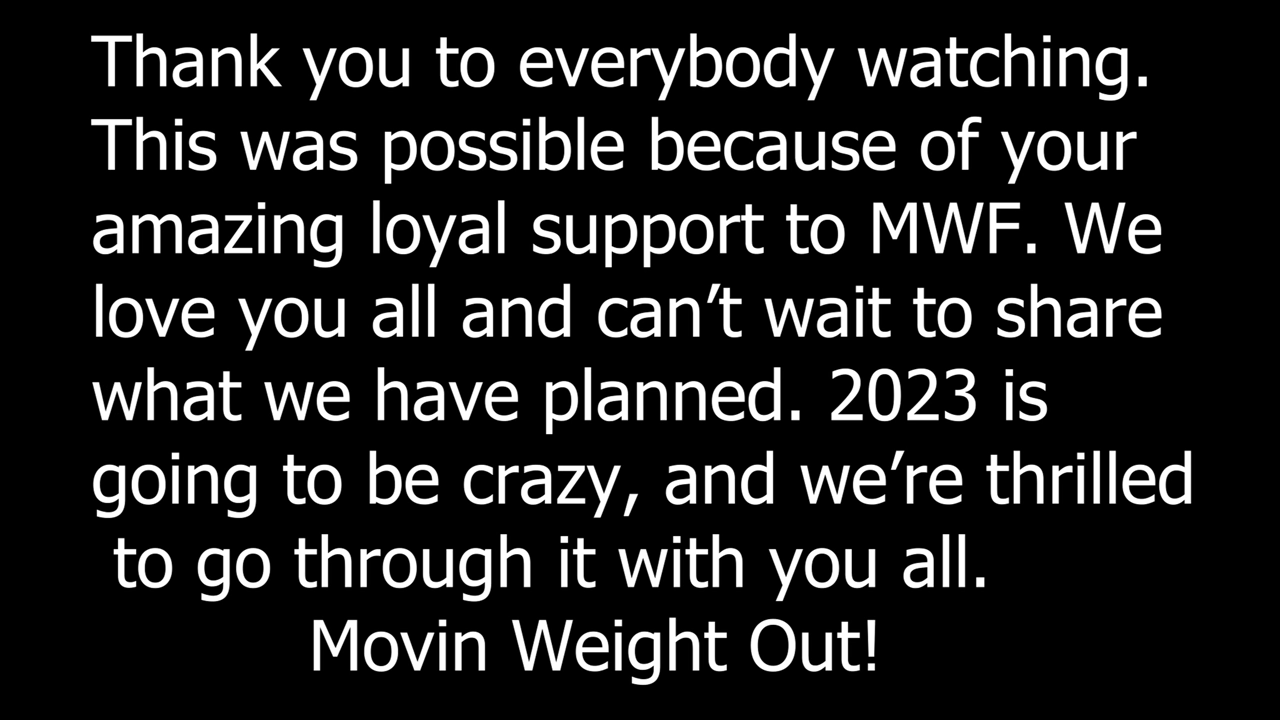 Thank you to everybody watching.
This was possible because of your
amazing loyal support to MWF. We
love you all and can’t wait to share
what we have planned. 2023 is
going to be crazy, and we’re thrilled
to go through it with you all.
Movin Weight Out!